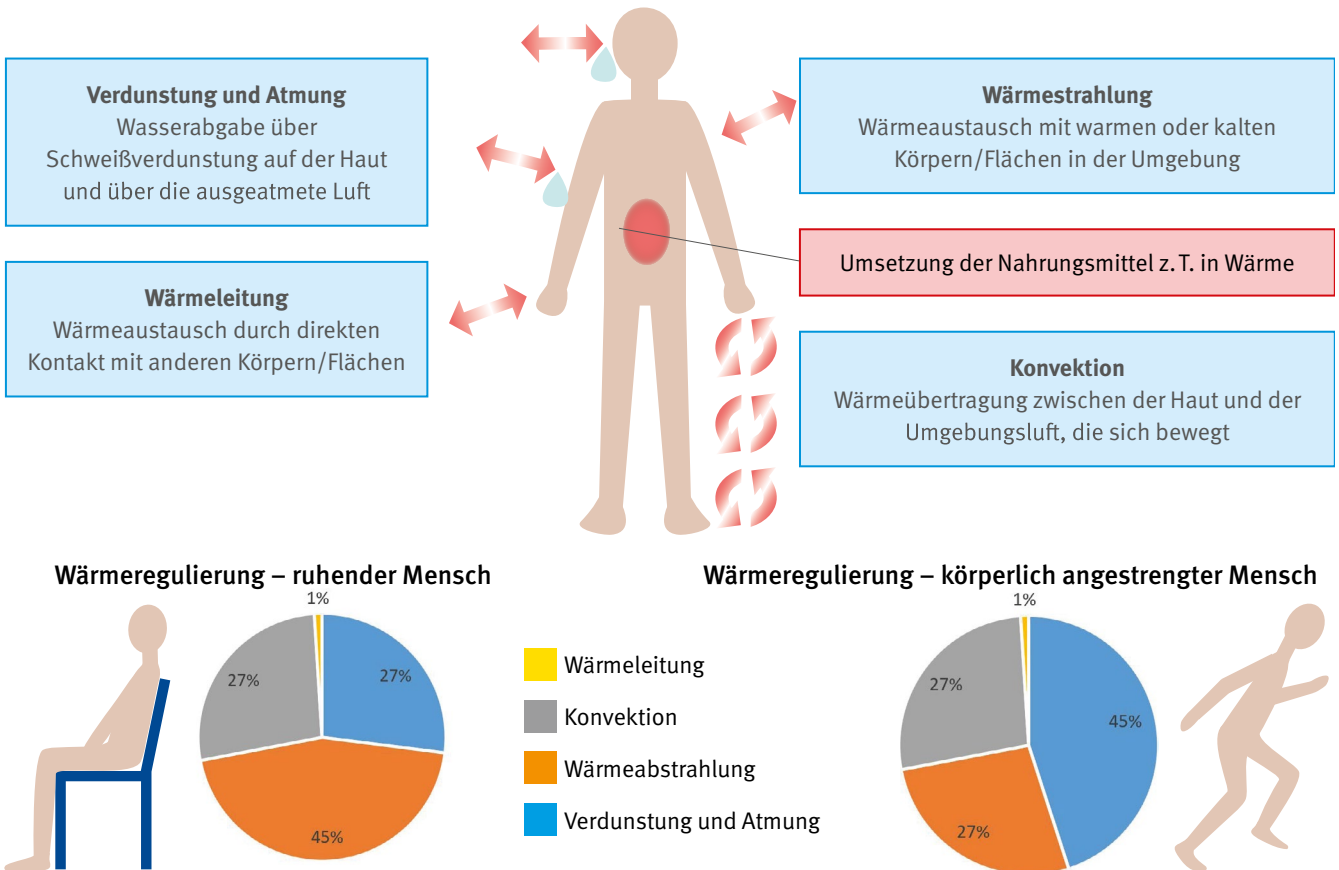 Verdunstung und Atmung
Wasserabgabe über
Schweißverdunstung auf der Haut
und über die ausgeatmete Luft
Wärmeleitung
Wärmeaustausch durch direkten
Kontakt mit anderen Körpern/Flächen
Wärmestrahlung
Wärmeaustausch mit warmen oder kalten
Körpern/Flächen in der Umgebung
Umsetzung der Nahrungsmittel z. T. in Wärme
Konvektion
Wärmeübertragung zwischen der Haut und der
Umgebungsluft, die sich bewegt
Wärmeregulierung – ruhender Mensch
1%
27%
27%
45%
Wärmeleitung
Konvektion
Wärmeabstrahlung
Verdunstung und Atmung
Wärmeregulierung – körperlich angestrengter Mensch
1%
27%
45%
27%